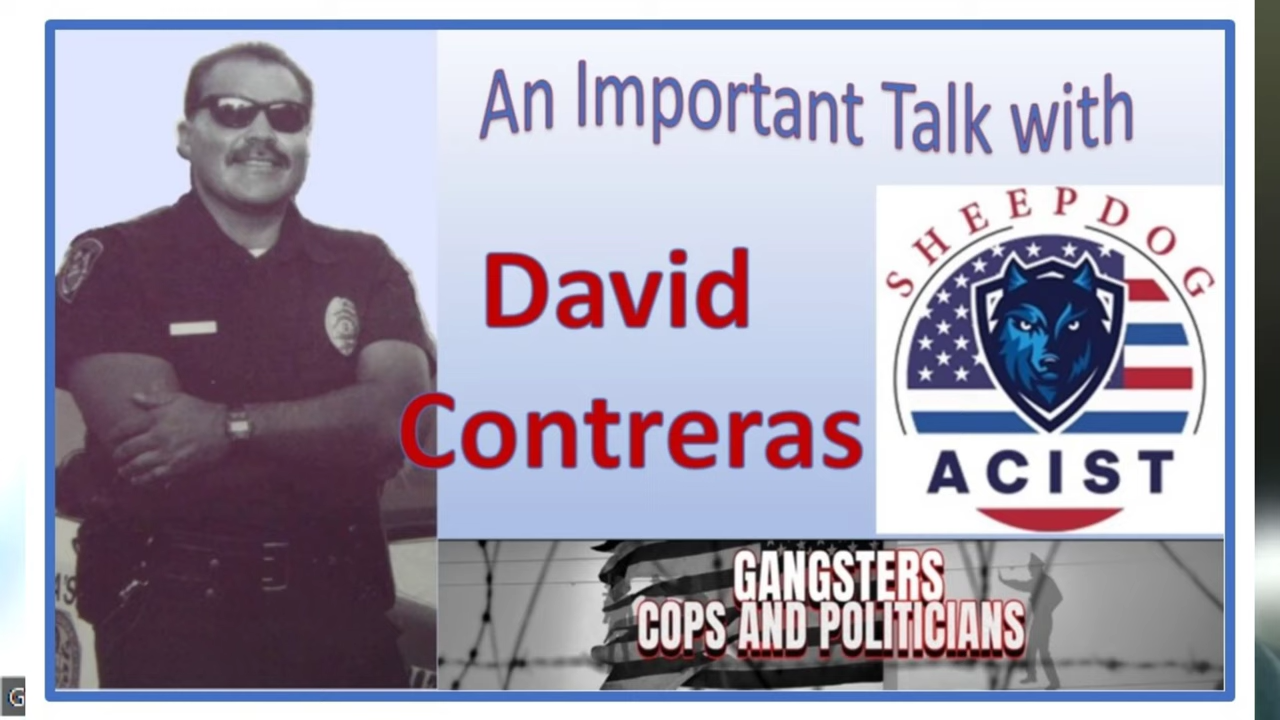 An Important Talk with
David
Contreras
SHEEPDOG
ACIST
GANGSTERS
COPS AND POLITICIANS
G